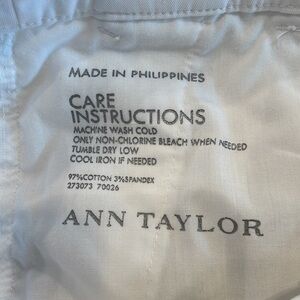 MADE IN PHILIPPINES
CARE
INSTRUCTIONS
MACHINE WASH COLD
ONLY NON-CHLORINE BLEACH WHEN NEEDED
TUMBLE DRY LOW
COOL IRON IF NEEDED
97%COTTON 3%SPANDEX
273073 70026
ANN TAYLOR